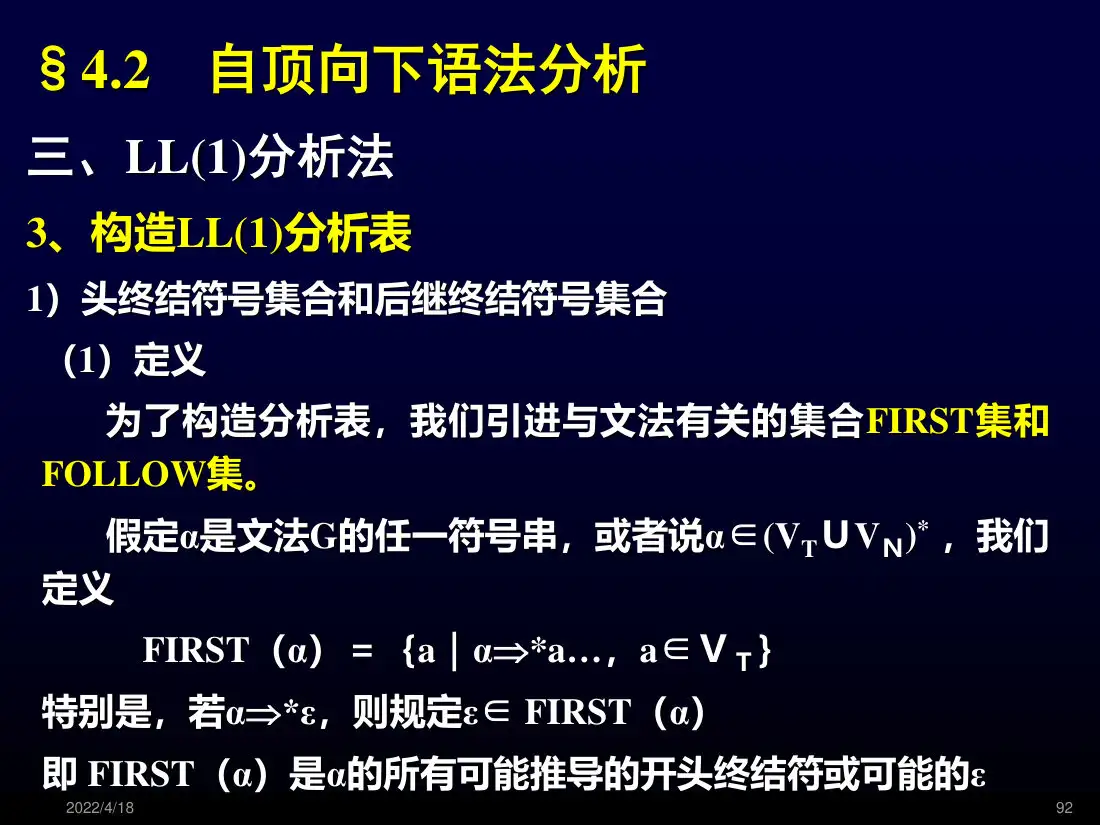 §4.2 自顶向下语法分析
三、LL(1)分析法
3、构造LL(1)分析表
1）头终结符号集合和后继终结符号集合
（1）定义
为了构造分析表，我们引进与文法有关的集合FIRST集和
FOLLOW集。
假定α是文法G的任一符号串，或者说α∈(VT∪VN)*，我们
定义
FIRST（α）=｛a｜α⇒*a…，a∈VT｝
特别是，若α⇒*ε，则规定ε∈ FIRST（α）
即 FIRST（α）是α的所有可能推导的开头终结符或可能的ε
2022/4/18
92